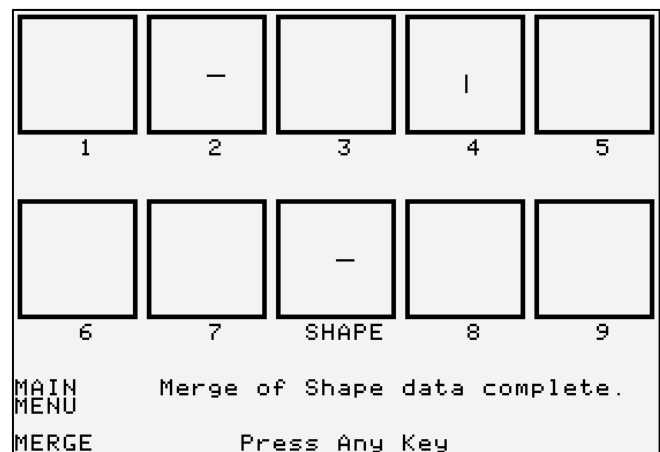 1 2 3 4 5
6 7 SHAPE 8 9
MAIN Merge of Shape data complete.
MENU
MERGE Press Any Key